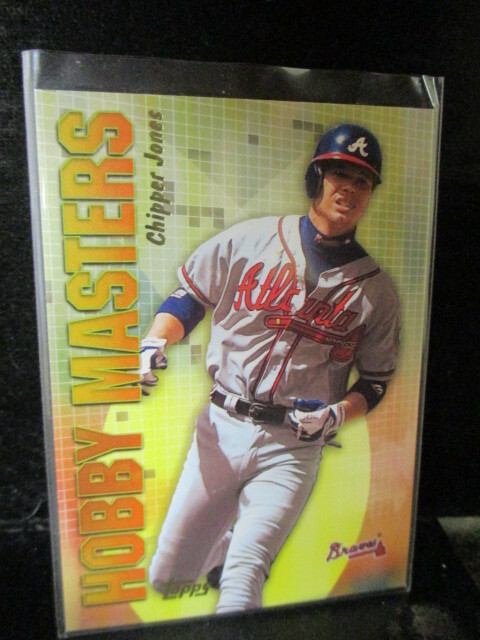 HOBBY • MASTERS
Chipper Jones
A
Atlanta
Braves
Topps